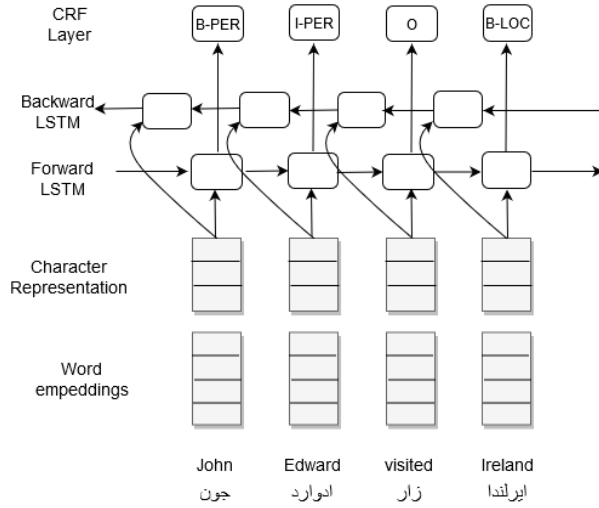 CRF Layer
B-PER I-PER O B-LOC
Backward LSTM
Forward LSTM
Character Representation
Word empeddings
John Edward visited Ireland
جون ادوارد زار ايرلندا